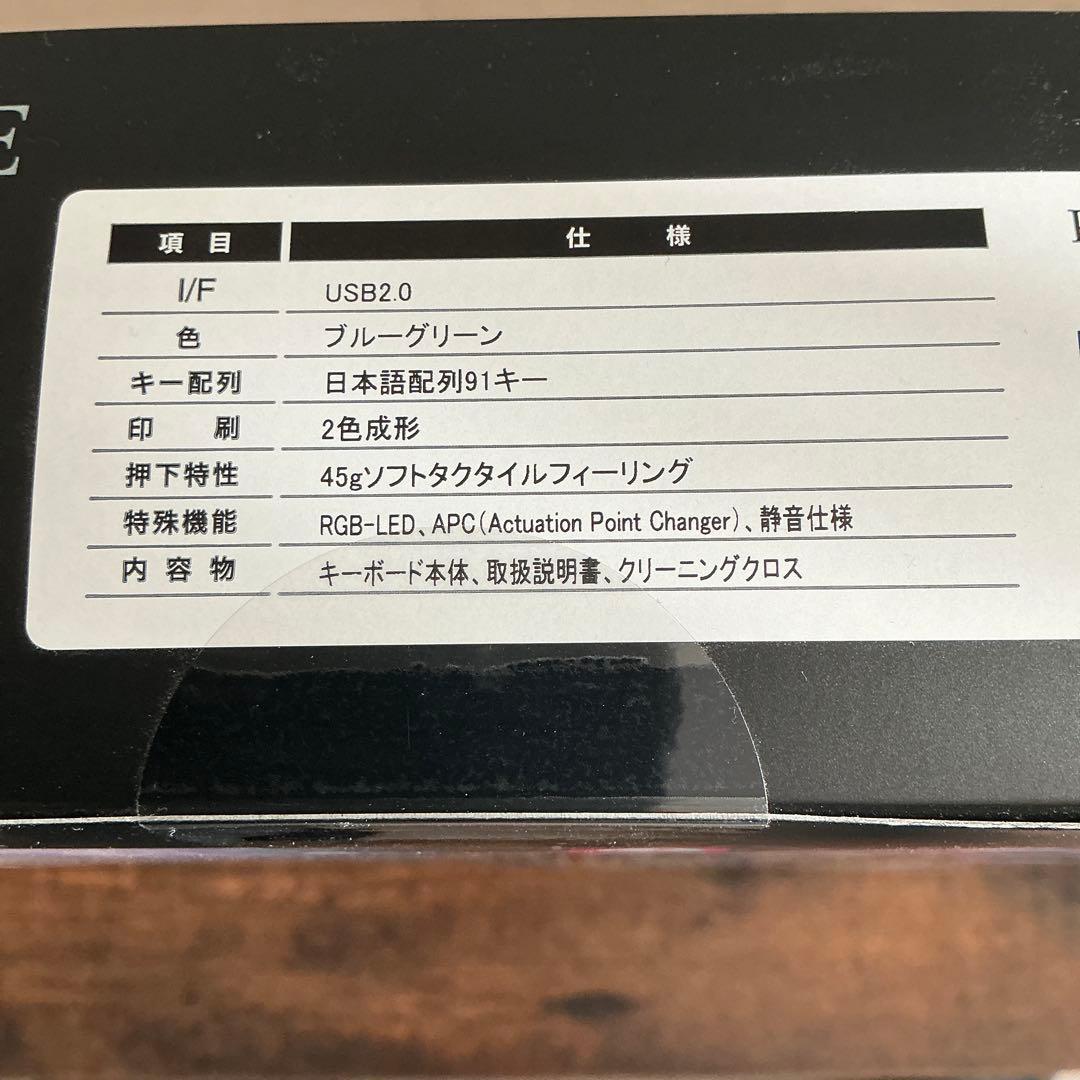 E
項目 仕様
I/F USB2.0
色 ブルーグリーン
キー配列 日本語配列91キー
印刷 2色成形
押下特性 45gソフトタクタイルフィーリング
特殊機能 RGB-LED、APC(Actuation Point Changer)、静音仕様
内容物 キーボード本体、取扱説明書、クリーニングクロス